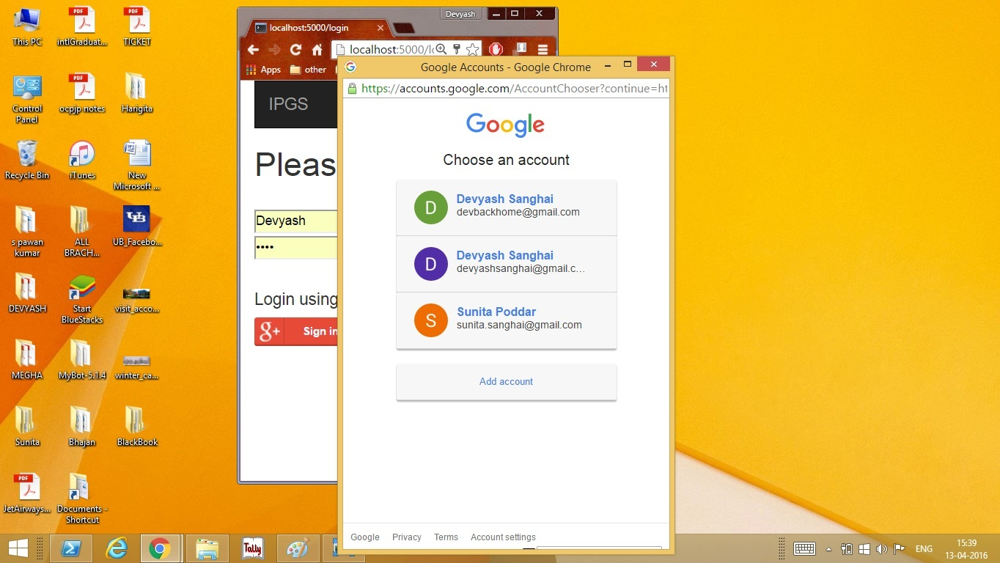 This PC
intlGraduat...
TICKET
Control
Panel
ocpjp notes
Harigita
Recycle Bin
iTunes
New
Microsoft ...
s pawan
kumar
ALL
BRACH...
UB_Facebo...
DEVYASH
Start
BlueStacks
visit_acco...
MEGHA
MyBot-5.1.4
winter_ca...
Sunita
Bhajan
BlackBook
JetAirways...
Documents -
Shortcut
Devyash
localhost:5000/login
localhost:5000/l
Apps
other
IPGS
Pleas
Devyash
••••
Login using
g+ Sign in
Google Accounts - Google Chrome
https://accounts.google.com/AccountChooser?continue=ht
Google
Choose an account
D
Devyash Sanghai
devbackhome@gmail.com
D
Devyash Sanghai
devyashsanghai@gmail.c...
S
Sunita Poddar
sunita.sanghai@gmail.com
Add account
Google Privacy Terms Account settings
Tally
ENG
15:39
13-04-2016